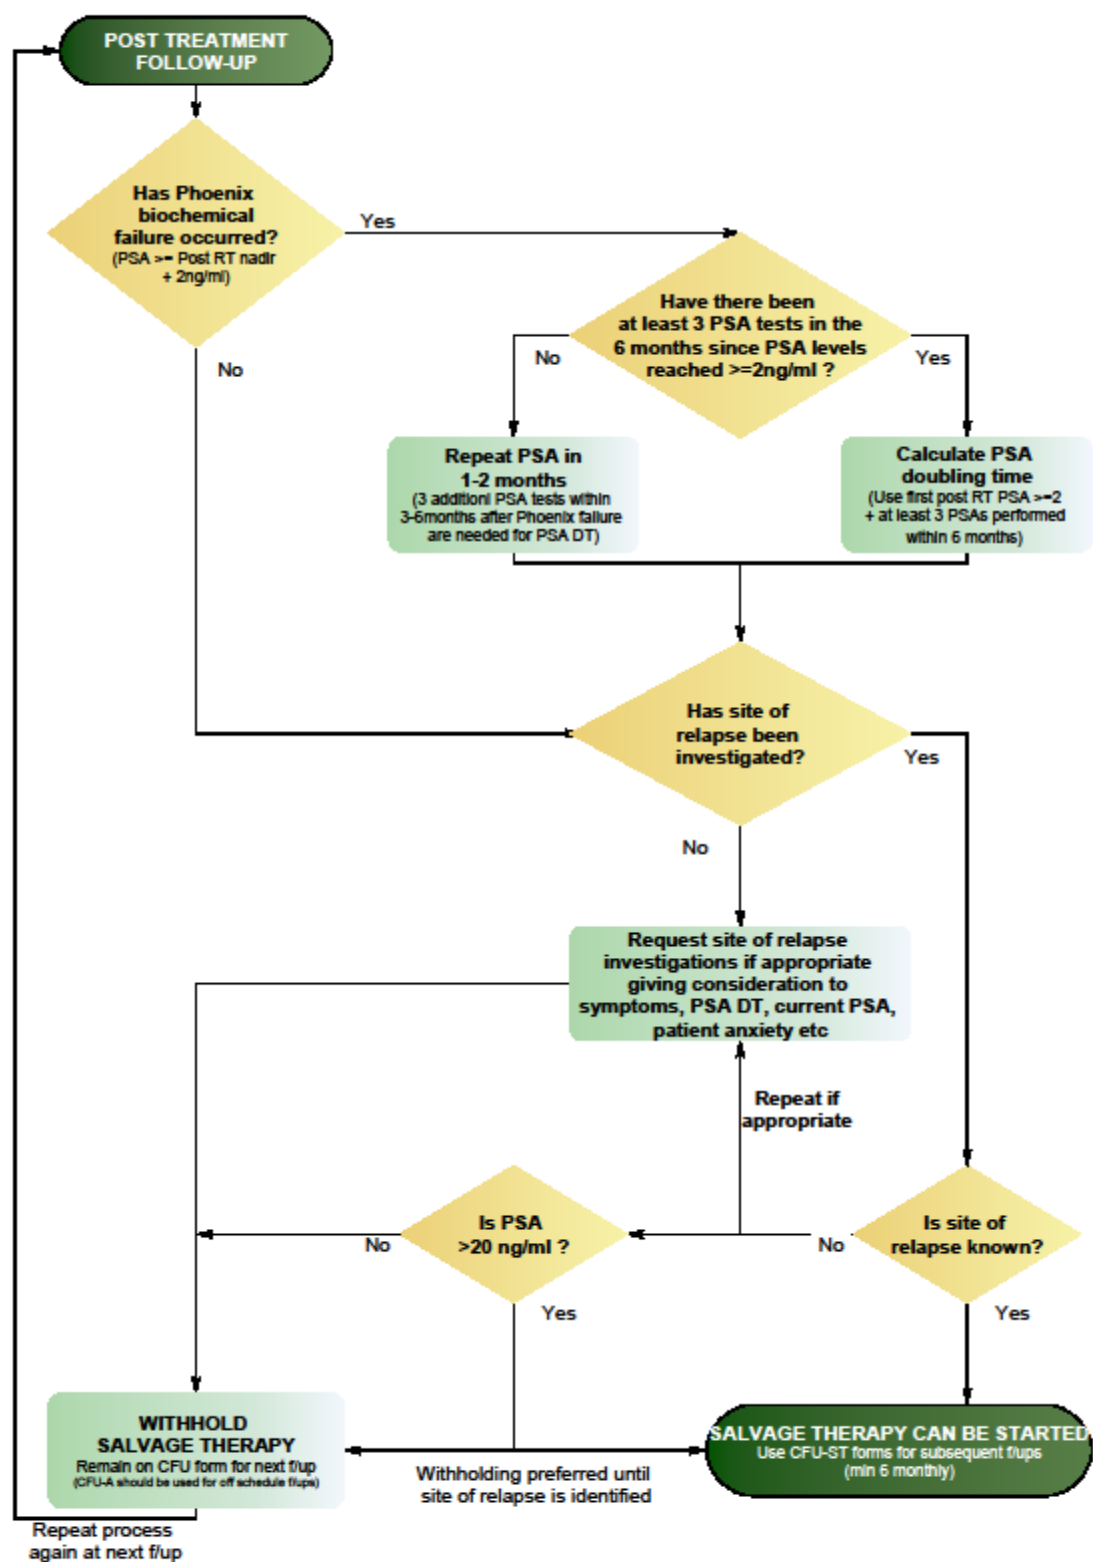 POST TREATMENT
FOLLOW-UP
Has Phoenix
biochemical
failure occurred?
(PSA >= Post RT nadir
+ 2ng/ml)
Yes
No
Have there been
at least 3 PSA tests in the
6 months since PSA levels
reached >=2ng/ml ?
No
Yes
Repeat PSA in
1-2 months
(3 additionl PSA tests within
3-6months after Phoenix failure
are needed for PSA DT)
Calculate PSA
doubling time
(Use first post RT PSA >=2
+ at least 3 PSAs performed
within 6 months)
Has site of
relapse been
investigated?
Yes
No
Request site of relapse
investigations if appropriate
giving consideration to
symptoms, PSA DT, current PSA,
patient anxiety etc
Repeat if
appropriate
Is PSA
>20 ng/ml ?
No
Yes
Is site of
relapse known?
No
Yes
WITHHOLD
SALVAGE THERAPY
Remain on CFU form for next f/up
(CFU-A should be used for off schedule f/ups)
SALVAGE THERAPY CAN BE STARTED
Use CFU-ST forms for subsequent f/ups
(min 6 monthly)
Withholding preferred until
site of relapse is identified
Repeat process
again at next f/up